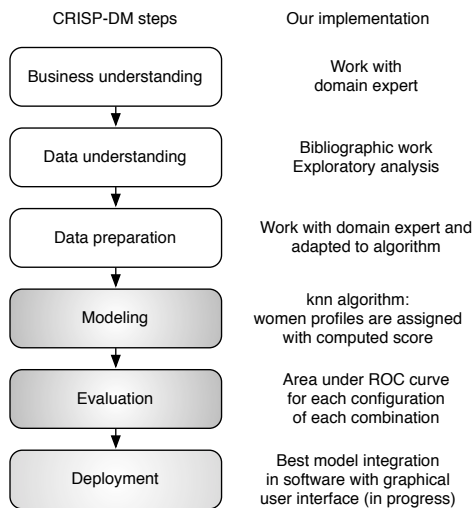 CRISP-DM steps
Our implementation
Business understanding
Work with
domain expert
Data understanding
Bibliographic work
Exploratory analysis
Data preparation
Work with domain expert and
adapted to algorithm
Modeling
knn algorithm:
women profiles are assigned
with computed score
Evaluation
Area under ROC curve
for each configuration
of each combination
Deployment
Best model integration
in software with graphical
user interface (in progress)